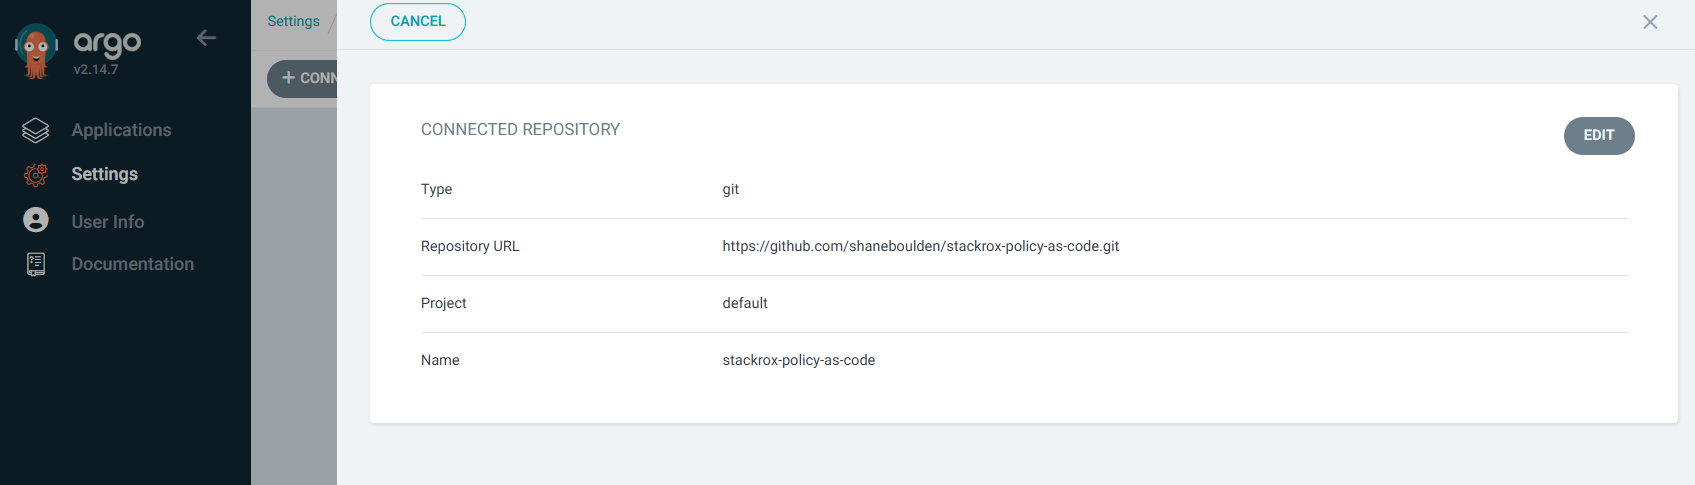 argo
v2.14.7
Applications
Settings
User Info
Documentation
Settings /
+ CONN
CANCEL
CONNECTED REPOSITORY
EDIT
Type git
Repository URL https://github.com/shaneboulden/stackrox-policy-as-code.git
Project default
Name stackrox-policy-as-code